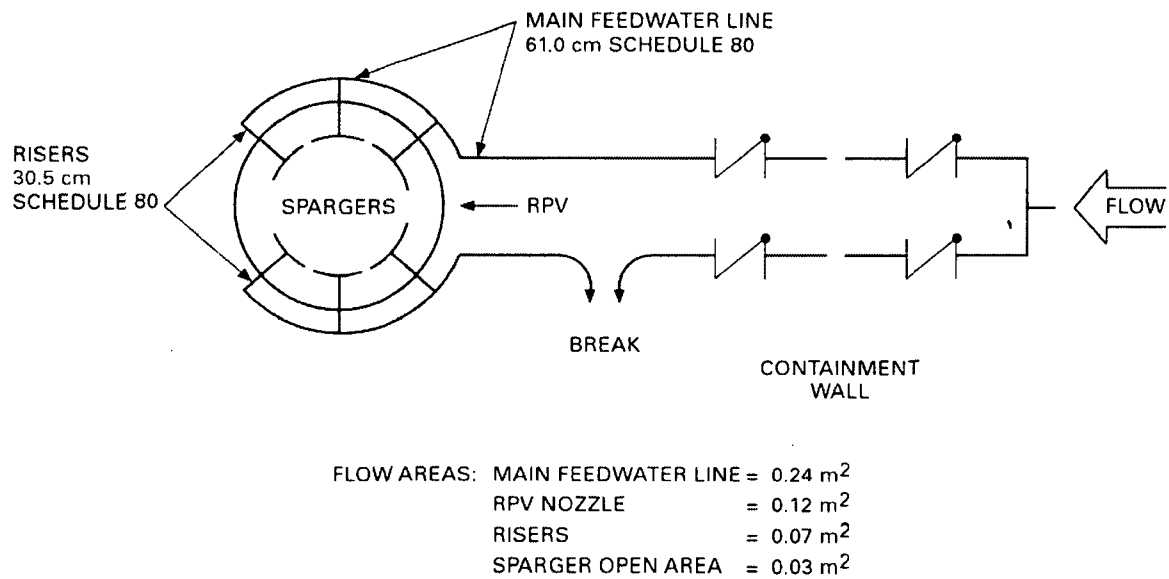 MAIN FEEDWATER LINE
61.0 cm SCHEDULE 80
RISERS
30.5 cm
SCHEDULE 80
SPARGERS
RPV
FLOW
BREAK
CONTAINMENT
WALL
FLOW AREAS: MAIN FEEDWATER LINE = 0.24 m²
RPV NOZZLE = 0.12 m²
RISERS = 0.07 m²
SPARGER OPEN AREA = 0.03 m²